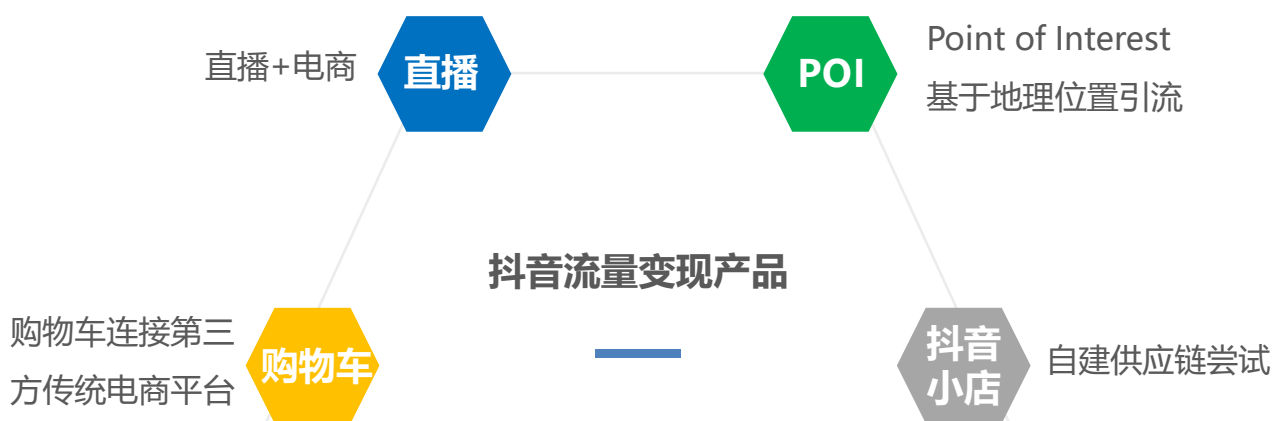 直播+电商
直播
POI
Point of Interest
基于地理位置引流
抖音流量变现产品
购物车连接第三
方传统电商平台
购物车
抖音
小店
自建供应链尝试